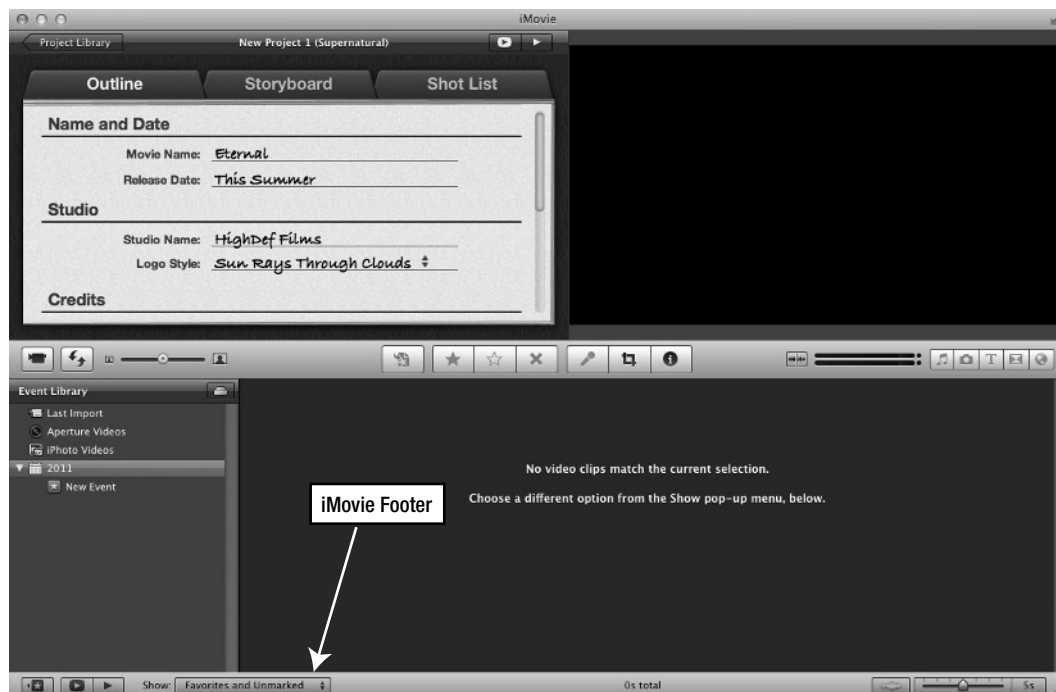 iMovie
Project Library
New Project 1 (Supernatural)
Outline
Storyboard
Shot List
Name and Date
Movie Name: Eternal
Release Date: This Summer
Studio
Studio Name: HighDef Films
Logo Style: Sun Rays Through Clouds
Credits
Event Library
Last Import
Aperture Videos
iPhoto Videos
2011
New Event
No video clips match the current selection.
Choose a different option from the Show pop-up menu, below.
iMovie Footer
Show: Favorites and Unmarked
0s total
5s